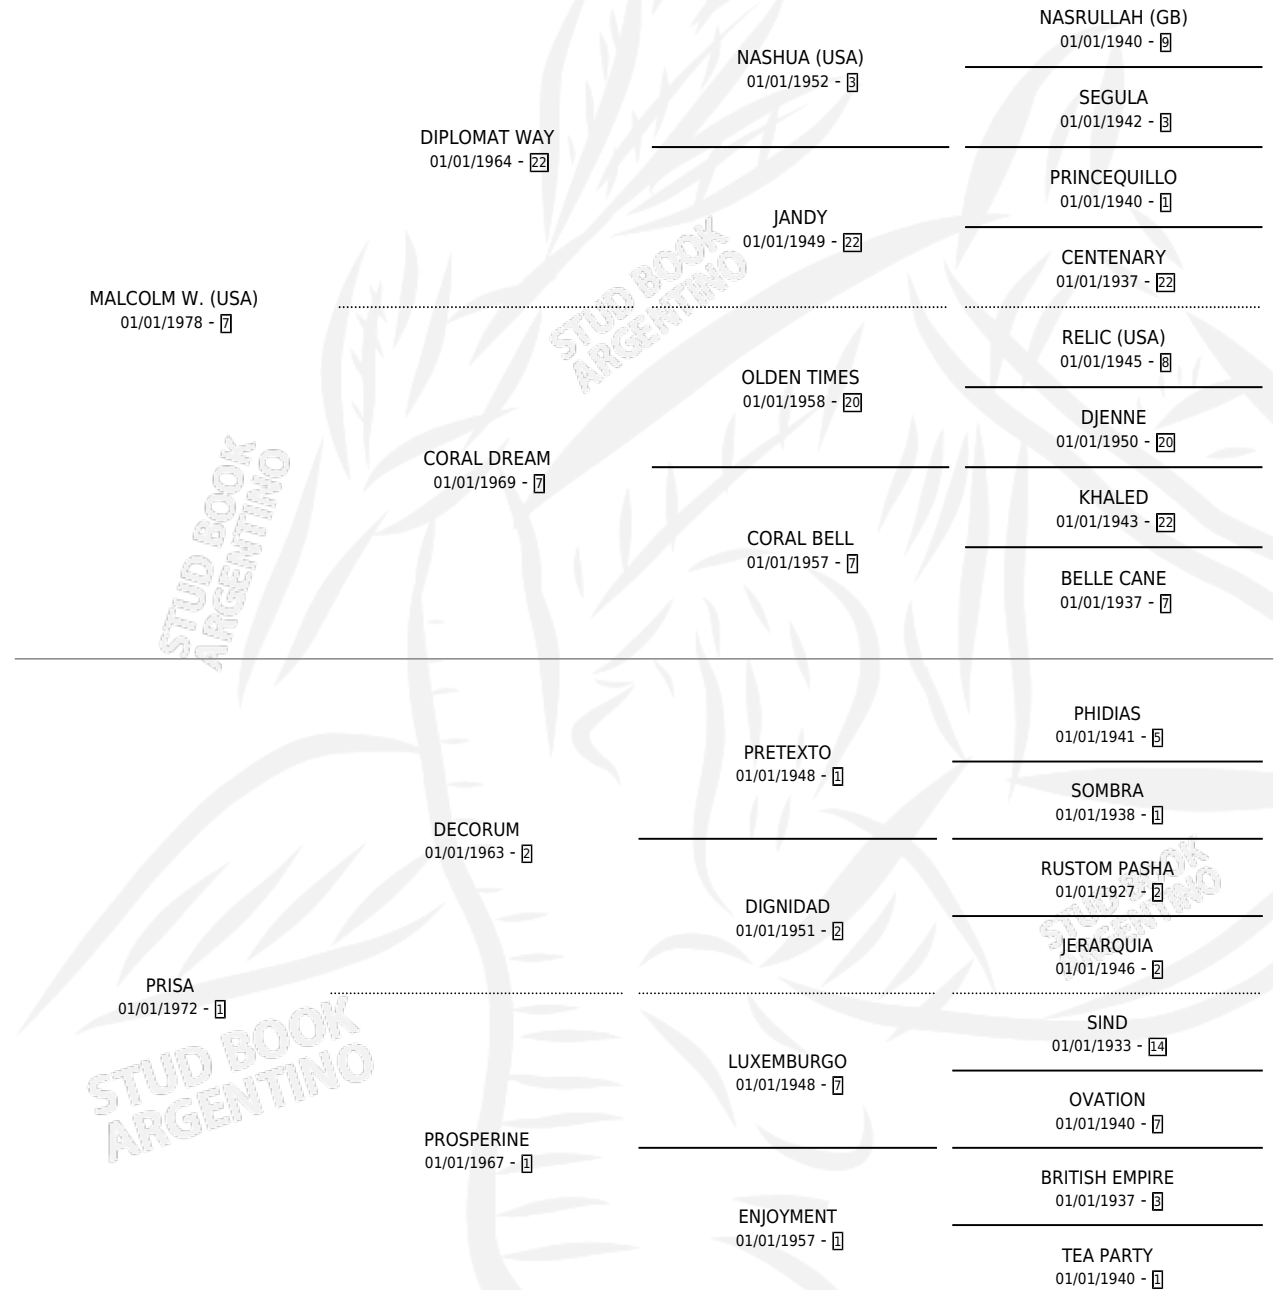 NASRULLAH (GB)
01/01/1940 - 9
NASHUA (USA)
01/01/1952 - 3
SEGULA
01/01/1942 - 3
DIPLOMAT WAY
01/01/1964 - 22
PRINCEQUILLO
01/01/1940 - 1
JANDY
01/01/1949 - 22
CENTENARY
01/01/1937 - 22
MALCOLM W. (USA)
01/01/1978 - 7
RELIC (USA)
01/01/1945 - 8
OLDEN TIMES
01/01/1958 - 20
DJENNE
01/01/1950 - 20
CORAL DREAM
01/01/1969 - 7
KHALED
01/01/1943 - 22
CORAL BELL
01/01/1957 - 7
BELLE CANE
01/01/1937 - 7
PHIDIAS
01/01/1941 - 5
PRETEXTO
01/01/1948 - 1
SOMBRA
01/01/1938 - 1
DECORUM
01/01/1963 - 2
RUSTOM PASHA
01/01/1927 - 2
DIGNIDAD
01/01/1951 - 2
JERARQUIA
01/01/1946 - 2
PRISA
01/01/1972 - 1
SIND
01/01/1933 - 14
LUXEMBURGO
01/01/1948 - 7
OVATION
01/01/1940 - 7
PROSPERINE
01/01/1967 - 1
BRITISH EMPIRE
01/01/1937 - 3
ENJOYMENT
01/01/1957 - 1
TEA PARTY
01/01/1940 - 1
STUD BOOK
ARGENTINO
STUD BOOK
ARGENTINO
STUD BOOK
ARGENTINO
STUD BOOK
ARGENTINO